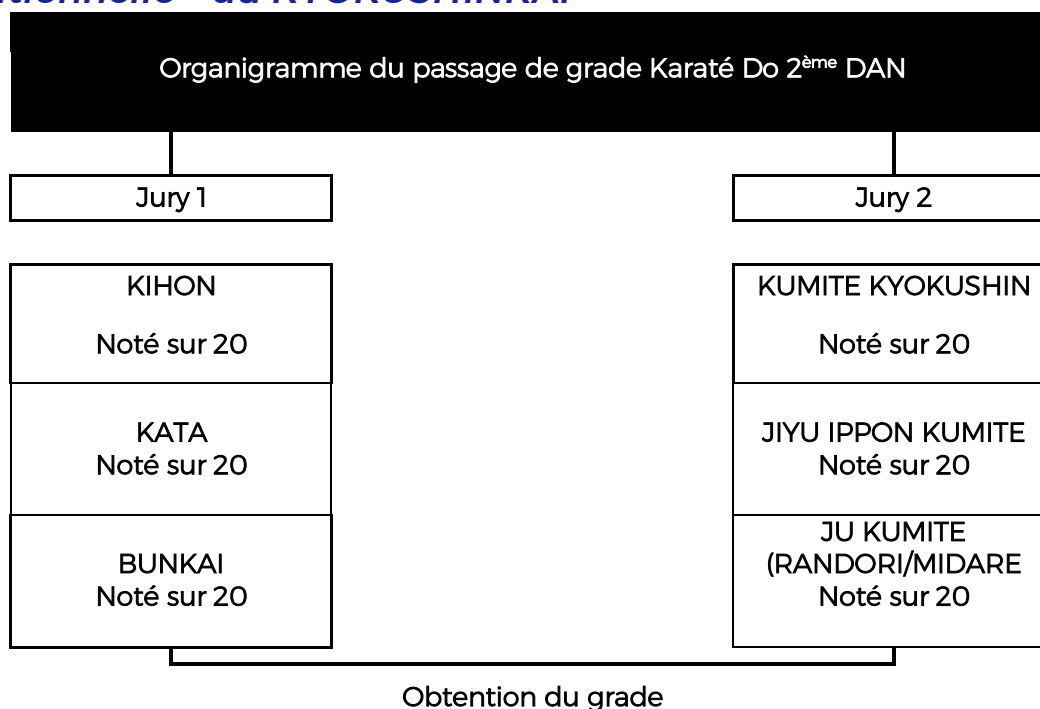 du KYOKUSHINKAI
Organigramme du passage de grade Karaté Do 2ème DAN
Jury 1
Jury 2
KIHON
Noté sur 20
KATA
Noté sur 20
BUNKAI
Noté sur 20
KUMITE KYOKUSHIN
Noté sur 20
JIYU IPPON KUMITE
Noté sur 20
JU KUMITE
(RANDORI/MIDARE
Noté sur 20
Obtention du grade